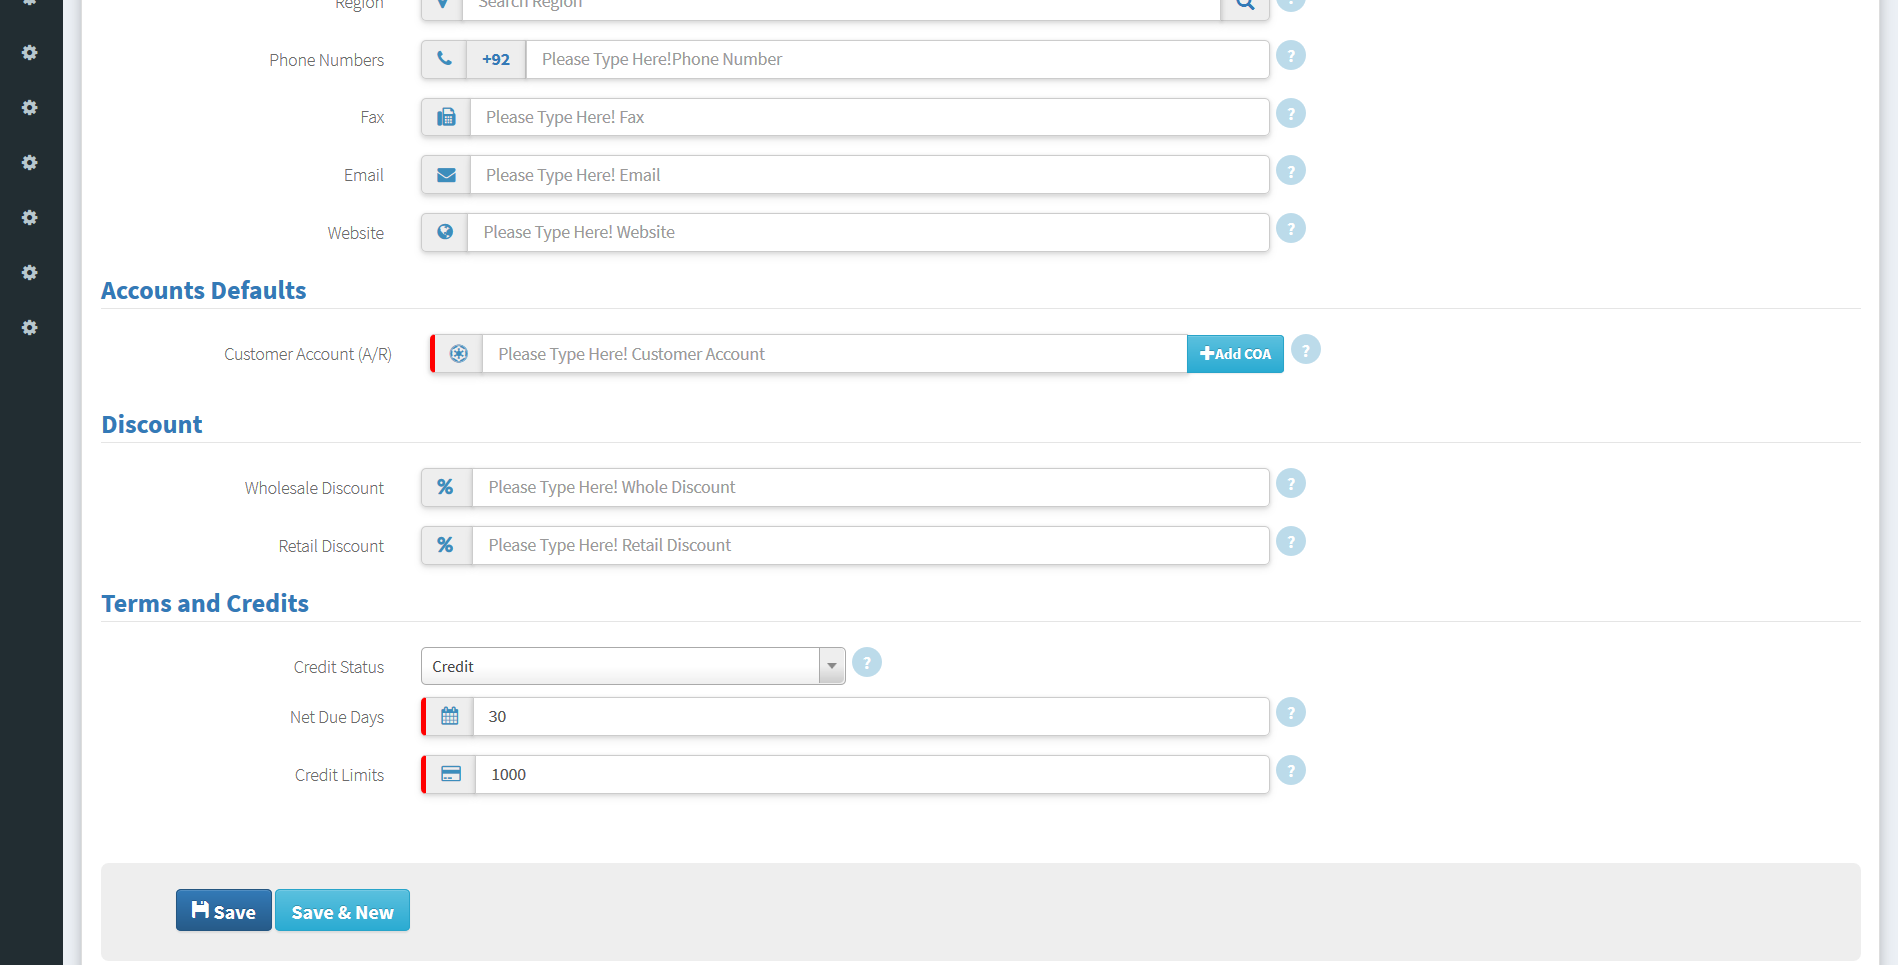 Region
Search Region
?
Phone Numbers
+92
Please Type Here!Phone Number
?
Fax
Please Type Here! Fax
?
Email
Please Type Here! Email
?
Website
Please Type Here! Website
?
Accounts Defaults
Customer Account (A/R)
Please Type Here! Customer Account
Add COA
?
Discount
Wholesale Discount
%
Please Type Here! Whole Discount
?
Retail Discount
%
Please Type Here! Retail Discount
?
Terms and Credits
Credit Status
Credit
?
Net Due Days
30
?
Credit Limits
1000
?
Save
Save & New